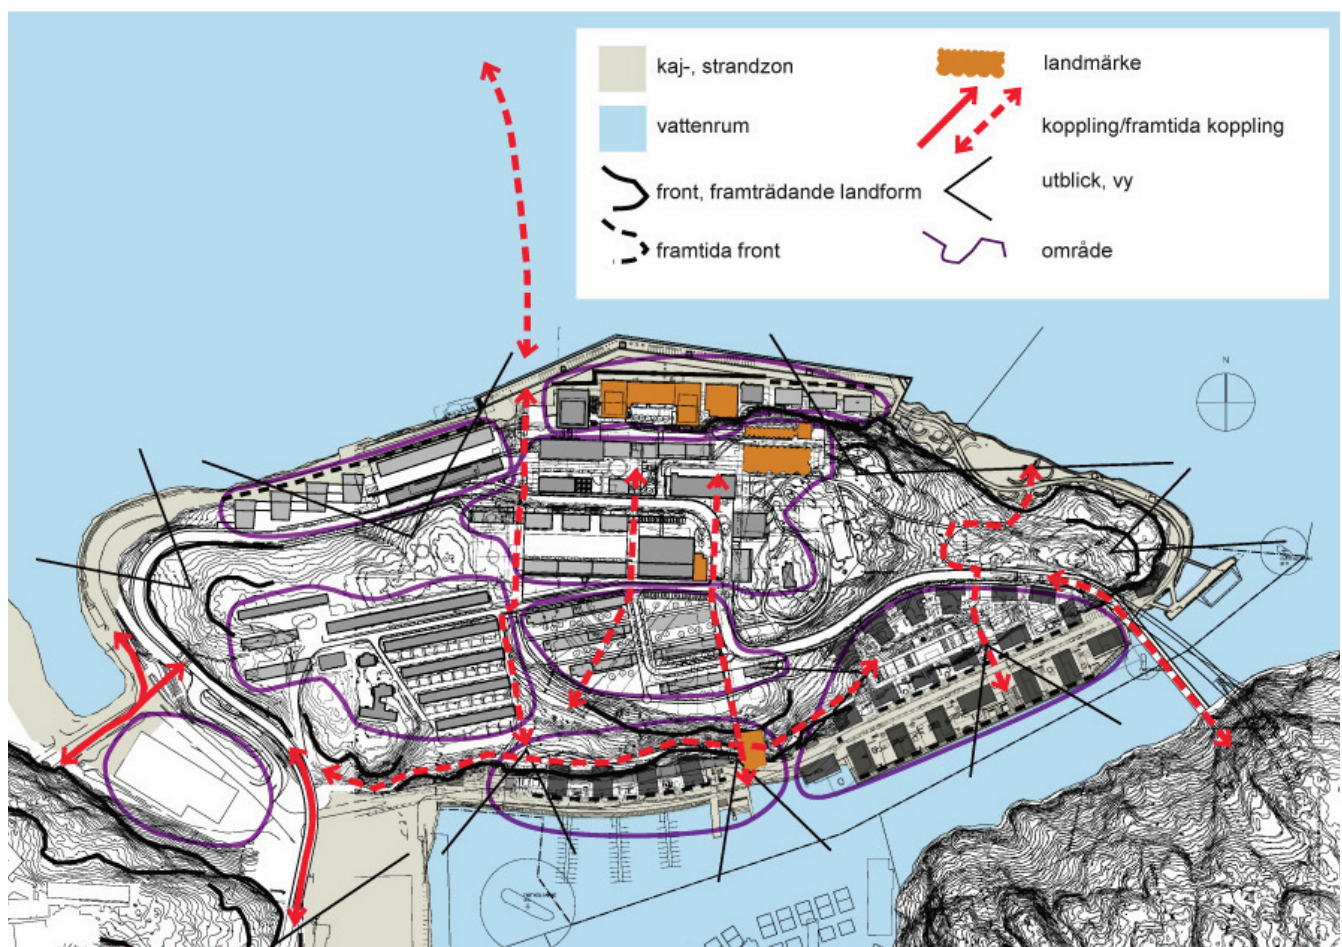 kaj-, strandzon
vattenrum
front, framträdande landform
framtida front
landmärke
koppling/framtida koppling
utblick, vy
område
N